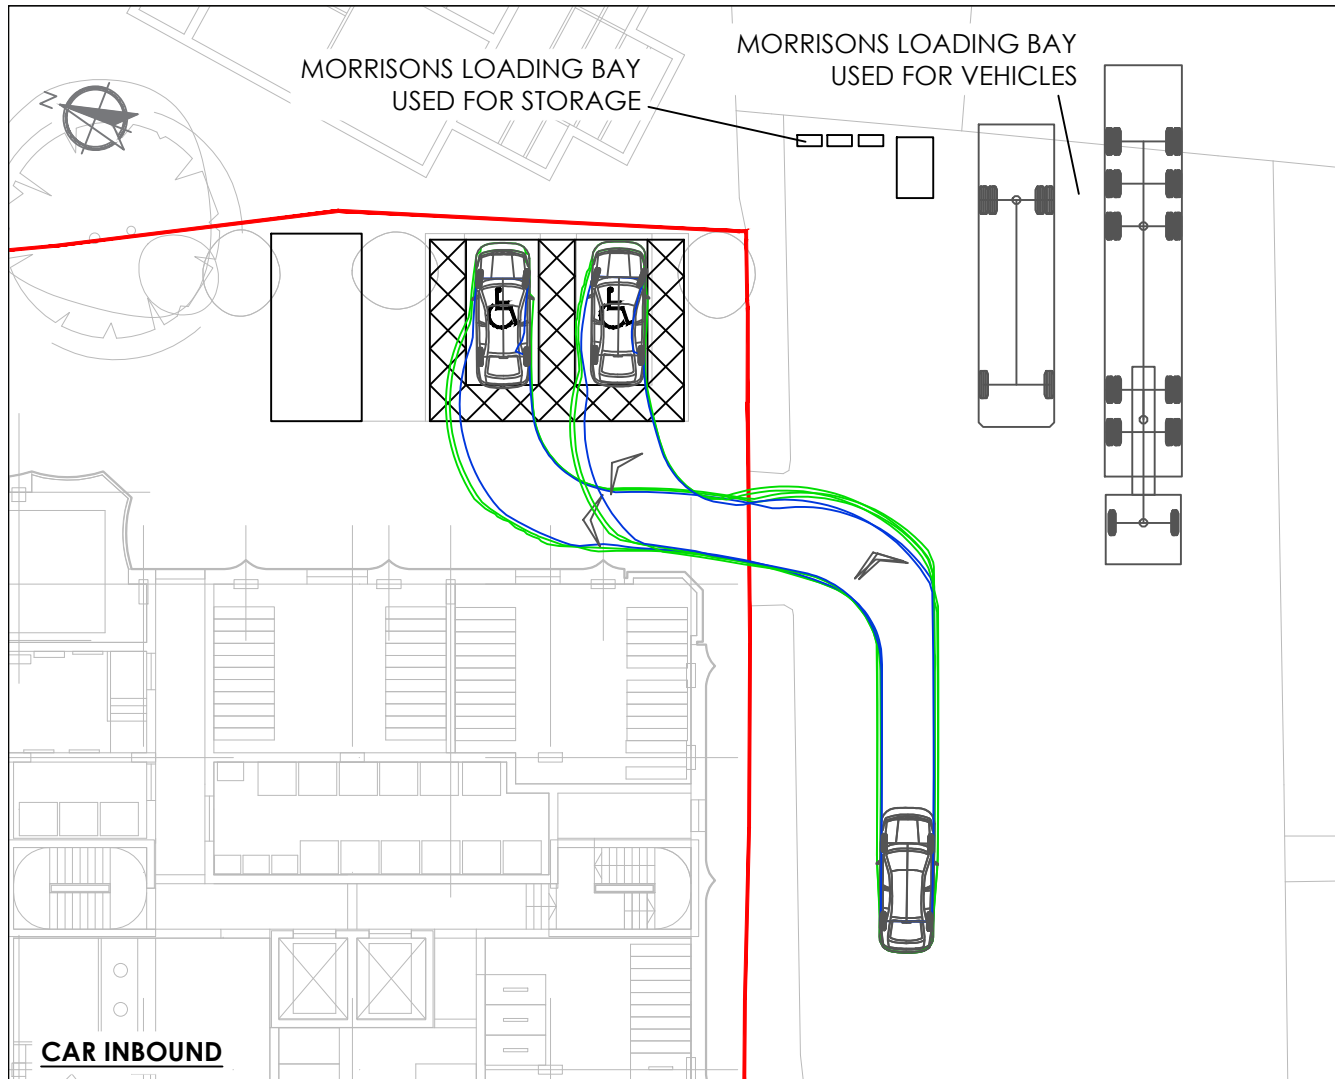 MORRISONS LOADING BAY
USED FOR STORAGE
MORRISONS LOADING BAY
USED FOR VEHICLES
N
CAR INBOUND